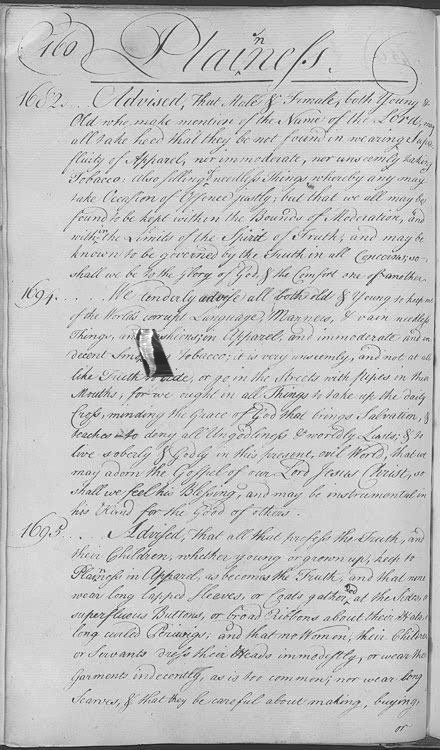 160
Plainness.
1682... Advised, That Male & Female, both Young &
Old who make mention of the Name of the Lord, may
all take heed that they be not found in wearing Supr-
fluity of Apparel, nor immoderate, nor unseemly taking
Tobacco: Also selling needless Things whereby any may
take Occasion of Offence justly; but that we all may be
found to be kept within the Bounds of Moderation, and
within the Limits of the Spirit of Truth; and may be
known to be governed by the Truth in all Concerns; so
shall we be to the Glory of God, & the Comfort one of another.
1694...... We tenderly advise all both old & Young to keep out
of the Worlds corrupt Language, Manners, & vain needless
Things, and Fashions, in Apparel; and immoderate and in-
decent Tobacco; it is very unseemly, and not at all
like Truth, or go in the Streets with pipes in their
Mouths, for we ought in all Things to take up the daily
Cross, minding the Grace of God that brings Salvation, &
teaches to deny all Ungodliness & worldly Lusts; & to
live soberly & Godly in this present, evil World; that we
may adorn the Gospel of our Lord Jesus Christ, so
shall we feel his Blessing, and may be instrumental in
his Hand for the Good of others.
1695... Advised, That all that profess the Truth, and
their Children, whether young or grown up, keep to
Plainness in Apparel, as becomes the Truth, and that none
wear long lapped Sleeves, or Coats gathered at the Sides, or
superfluous Buttons, or broad Ribbons about their Hats, or
long curled Periwigs; and that no Women, their Children
or Servants dress their Heads immodestly, or wear their
Garments indecently, as is too common; nor wear long
Scarves, & that they be careful about making, buying,
or